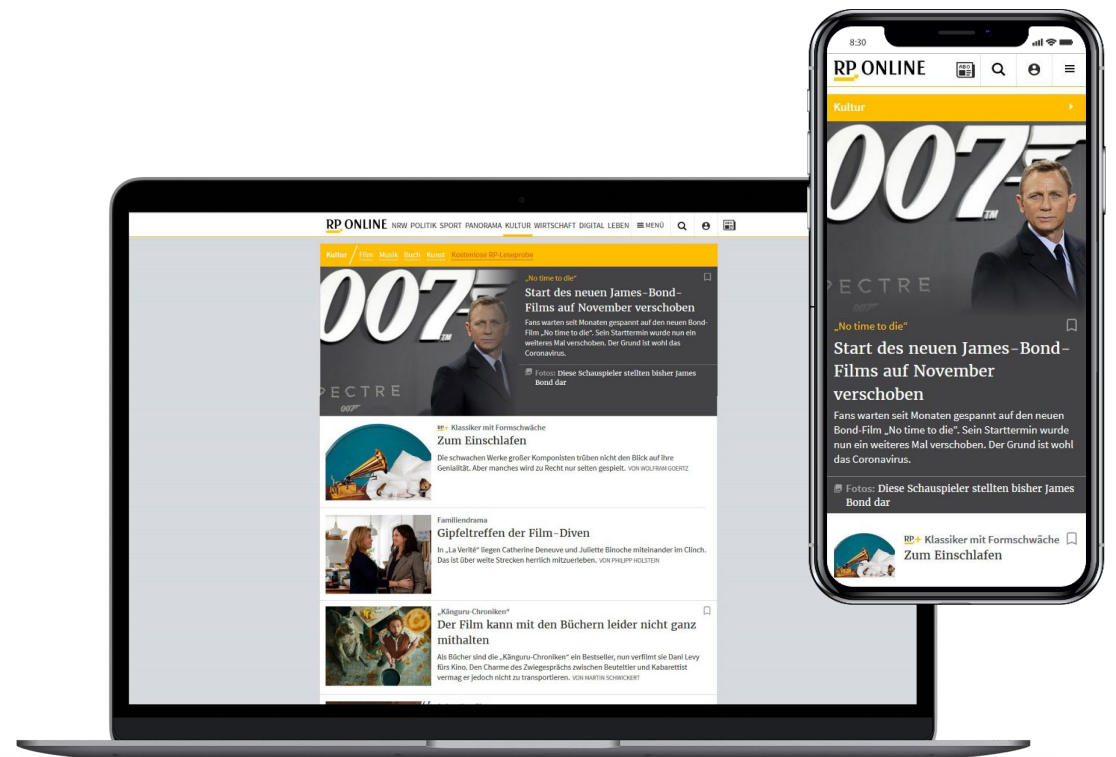 RP ONLINE NRW POLITIK SPORT PANORAMA KULTUR WIRTSCHAFT DIGITAL LEBEN MENÜ
Kultur / Film Musik Buch Kunst Kostenlose RP-Leseprobe
007
TM
SPECTRE
007
„No time to die“
Start des neuen James-Bond-
Films auf November verschoben
Fans warten seit Monaten gespannt auf den neuen Bond-
Film „No time to die“. Sein Starttermin wurde nun ein
weiteres Mal verschoben. Der Grund ist wohl das
Coronavirus.
Fotos: Diese Schauspieler stellten bisher James
Bond dar
RP+ Klassiker mit Formschwäche
Zum Einschlafen
Die schwachen Werke großer Komponisten trüben nicht den Blick auf ihre
Genialität. Aber manches wird zu Recht nur selten gespielt. VON WOLFRAM GOERTZ
Familiendrama
Gipfeltreffen der Film-Diven
In „La Verité“ liegen Catherine Deneuve und Juliette Binoche miteinander im Clinch.
Das ist über weite Strecken herrlich mitzuerleben. VON PHILIPP HOLSTEIN
„Känguru-Chroniken“
Der Film kann mit den Büchern leider nicht ganz
mithalten
Als Bücher sind die „Känguru-Chroniken“ ein Bestseller, nun verfilmt sie Dani Levy
fürs Kino. Den Charme des Zwiegesprächs zwischen Beuteltier und Kabarettist
vermag er jedoch nicht zu transportieren. VON MARTIN SCHWICKERT
8:30
RP ONLINE
ABO
Kultur
007
TM
PECTRE
007
„No time to die“
Start des neuen James-Bond-
Films auf November
verschoben
Fans warten seit Monaten gespannt auf den neuen
Bond-Film „No time to die“. Sein Starttermin wurde
nun ein weiteres Mal verschoben. Der Grund ist wohl
das Coronavirus.
Fotos: Diese Schauspieler stellten bisher James
Bond dar
RP+ Klassiker mit Formschwäche
Zum Einschlafen